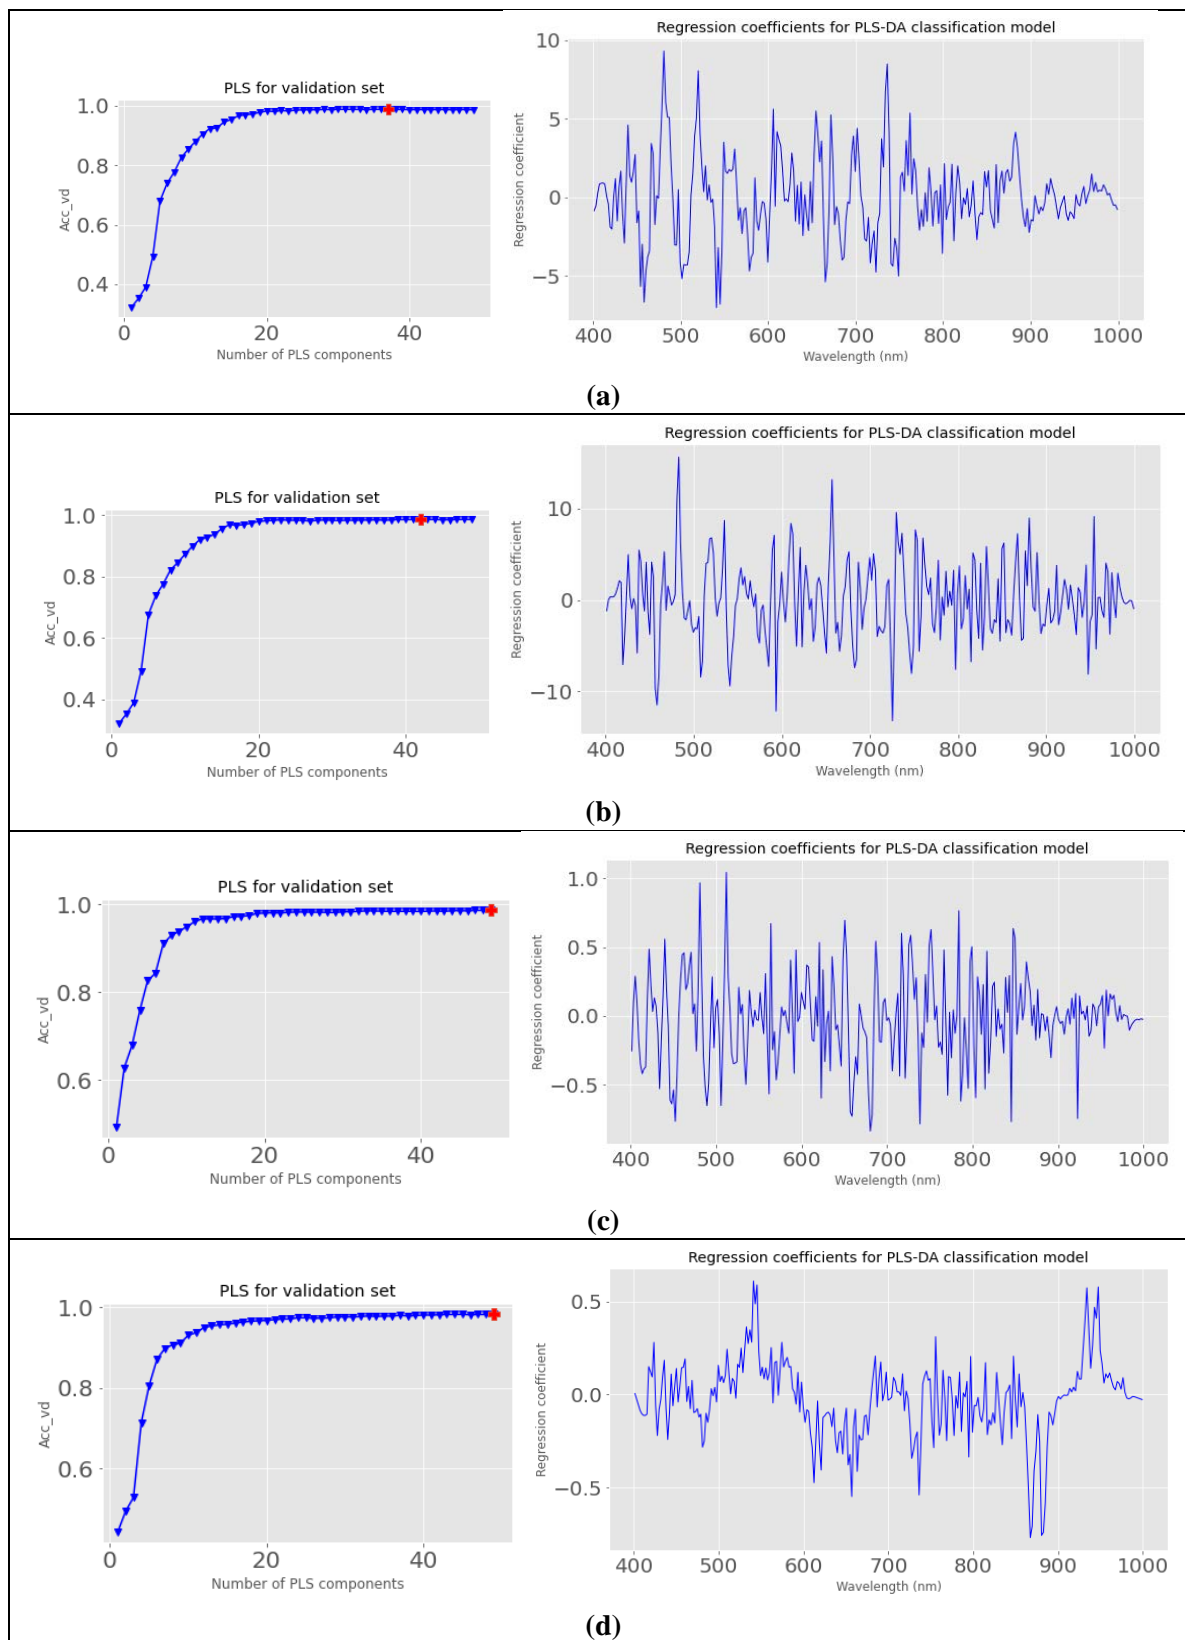 PLS for validation set
1.0
0.8
0.6
0.4
Acc_vd
0 20 40
Number of PLS components
Regression coefficients for PLS-DA classification model
10
5
0
−5
Regression coefficient
400 500 600 700 800 900 1000
Wavelength (nm)
(a)
PLS for validation set
1.0
0.8
0.6
0.4
Acc_vd
0 20 40
Number of PLS components
Regression coefficients for PLS-DA classification model
10
0
−10
Regression coefficient
400 500 600 700 800 900 1000
Wavelength (nm)
(b)
PLS for validation set
1.0
0.8
0.6
Acc_vd
0 20 40
Number of PLS components
Regression coefficients for PLS-DA classification model
1.0
0.5
0.0
−0.5
Regression coefficient
400 500 600 700 800 900 1000
Wavelength (nm)
(c)
PLS for validation set
1.0
0.8
0.6
Acc_vd
0 20 40
Number of PLS components
Regression coefficients for PLS-DA classification model
0.5
0.0
−0.5
Regression coefficient
400 500 600 700 800 900 1000
Wavelength (nm)
(d)